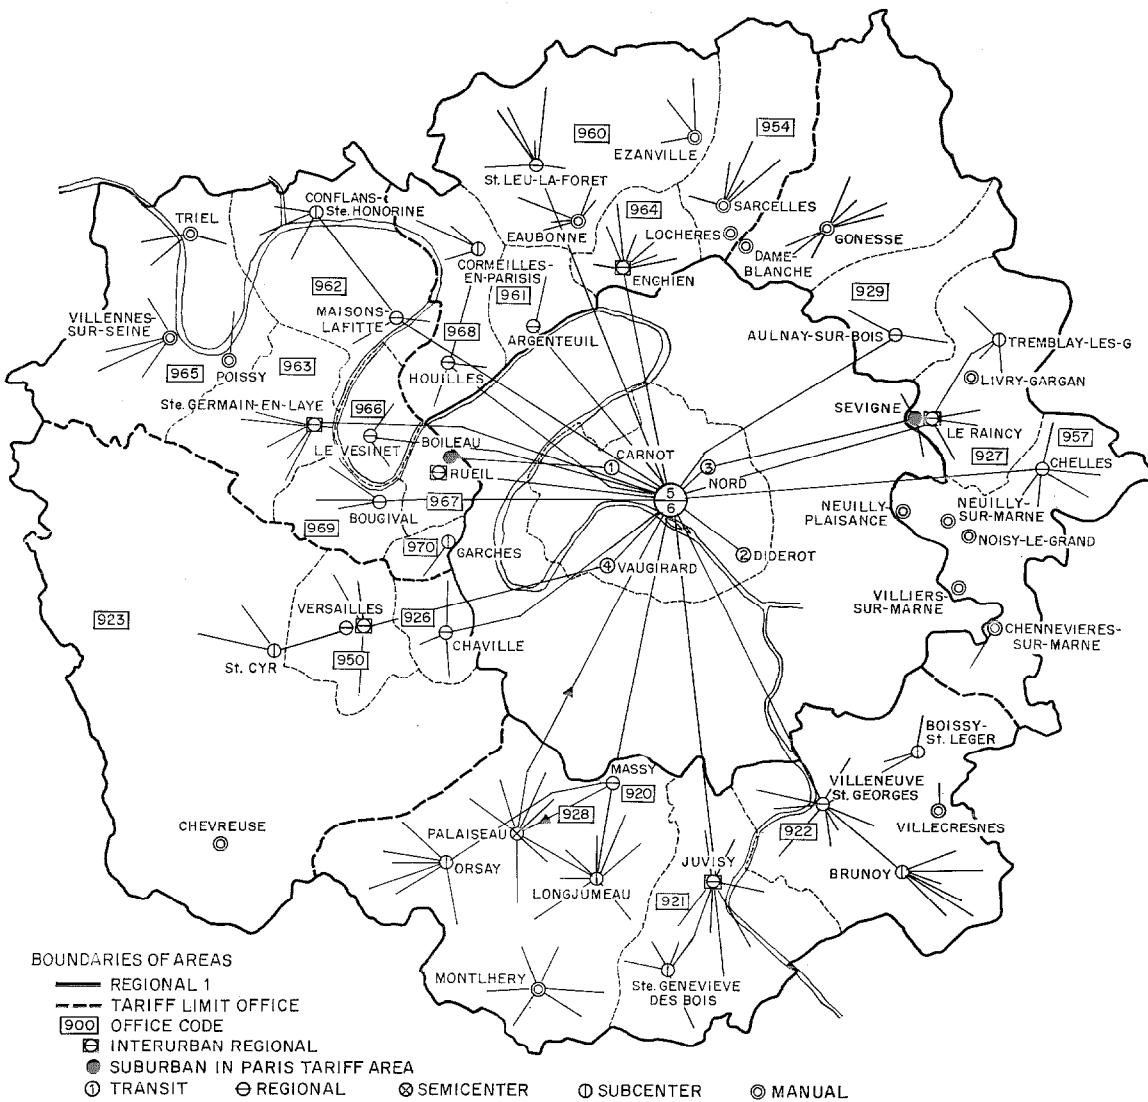 960
954
EZANVILLE
St. LEU-LA-FORET
CONFLANS-
Ste. HONORINE
TRIEL
964
SARCELLES
EAUBONNE
LOCHERES
GONESSE
DAME-
BLANCHE
CORMEILLES-
EN-PARISIS
ENGHIEN
962
961
929
VILLENNES-
SUR-SEINE
MAISONS-
LAFITTE
968
ARGENTEUIL
AULNAY-SUR-BOIS
TREMBLAY-LES-G
965
POISSY
963
HOUILLES
LIVRY-GARGAN
Ste. GERMAIN-EN-LAYE
966
SEVIGNE
LE RAINCY
957
LE VESINET
BOILEAU
CARNOT
927
CHELLES
RUEIL
1
3
NORD
967
5
6
NEUILLY-
PLAISANCE
NEUILLY-
SUR-MARNE
BOUGIVAL
969
NOISY-LE-GRAND
970
GARCHES
2
DIDEROT
4
VAUGIRARD
VILLIERS-
SUR-MARNE
923
VERSAILLES
926
CHENNEVIERES-
SUR-MARNE
St. CYR
950
CHAVILLE
BOISSY-
St. LEGER
MASSY
920
VILLENEUVE
St. GEORGES
928
922
VILLECRESNES
CHEVREUSE
PALAISEAU
ORSAY
JUVISY
BRUNOY
LONGJUMEAU
921
MONTLHERY
Ste. GENEVIEVE
DES BOIS
BOUNDARIES OF AREAS
REGIONAL 1
TARIFF LIMIT OFFICE
900 OFFICE CODE
INTERURBAN REGIONAL
SUBURBAN IN PARIS TARIFF AREA
1 TRANSIT REGIONAL SEMICENTER SUBCENTER MANUAL